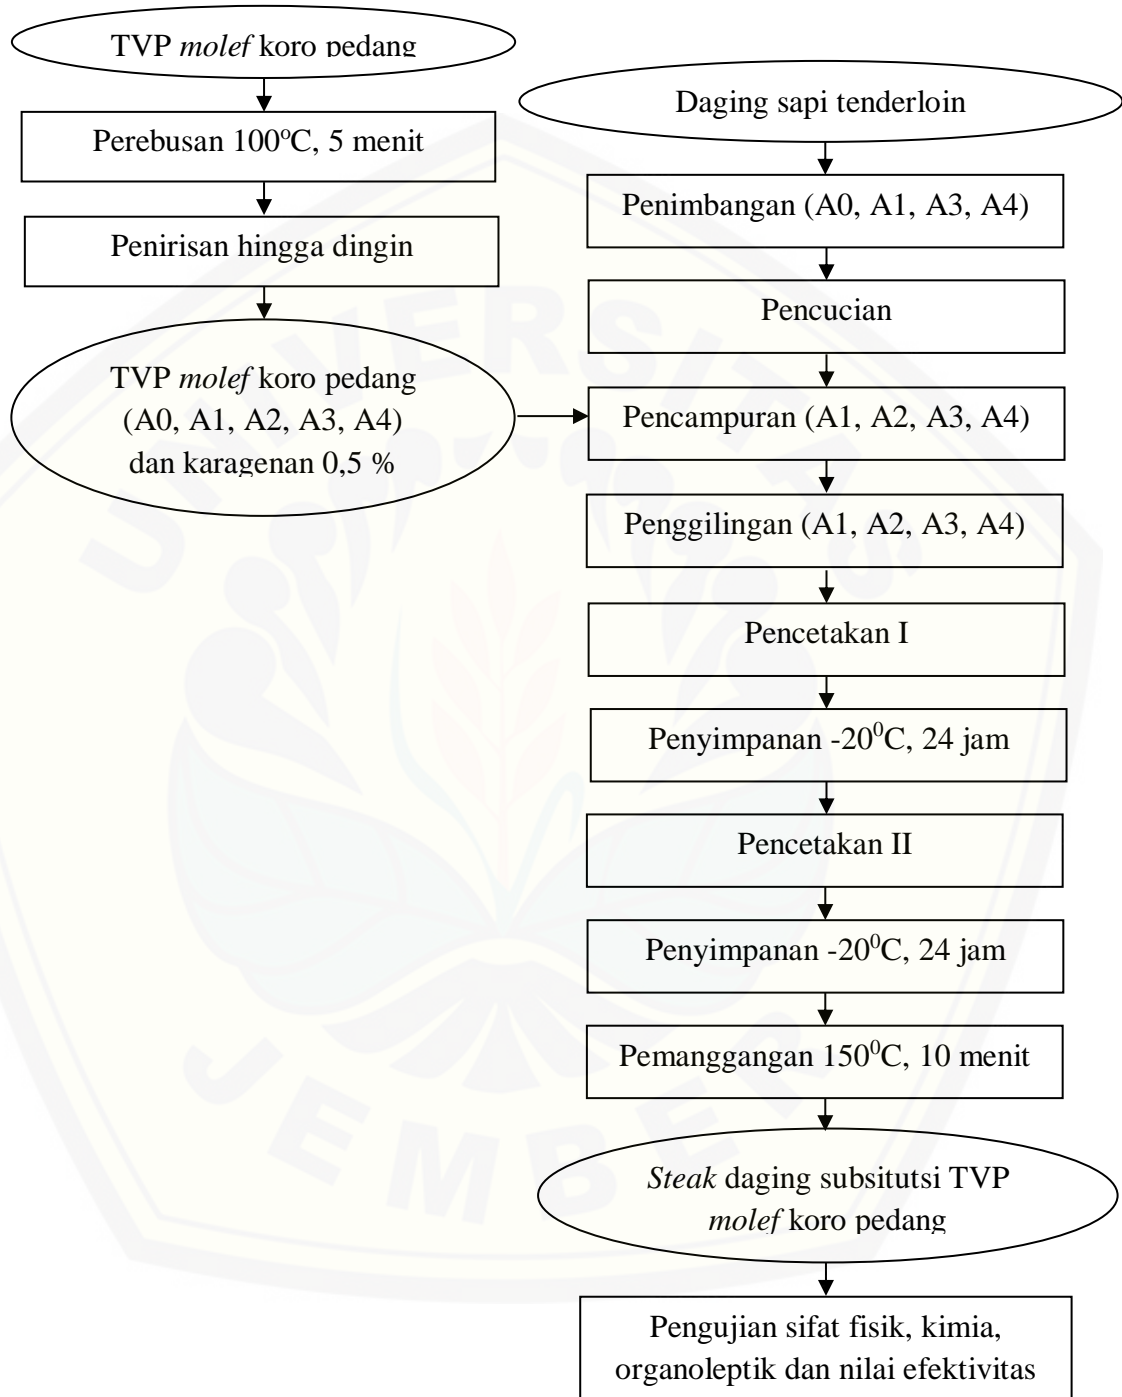 TVP molef koro pedang
Perebusan 100ºC, 5 menit
Penirisan hingga dingin
TVP molef koro pedang
(A0, A1, A2, A3, A4)
dan karagenan 0,5 %
Daging sapi tenderloin
Penimbangan (A0, A1, A3, A4)
Pencucian
Pencampuran (A1, A2, A3, A4)
Penggilingan (A1, A2, A3, A4)
Pencetakan I
Penyimpanan -20⁰C, 24 jam
Pencetakan II
Penyimpanan -20⁰C, 24 jam
Pemanggangan 150⁰C, 10 menit
Steak daging subsitutsi TVP
molef koro pedang
Pengujian sifat fisik, kimia,
organoleptik dan nilai efektivitas
UNIVERSITAS
JEMBER